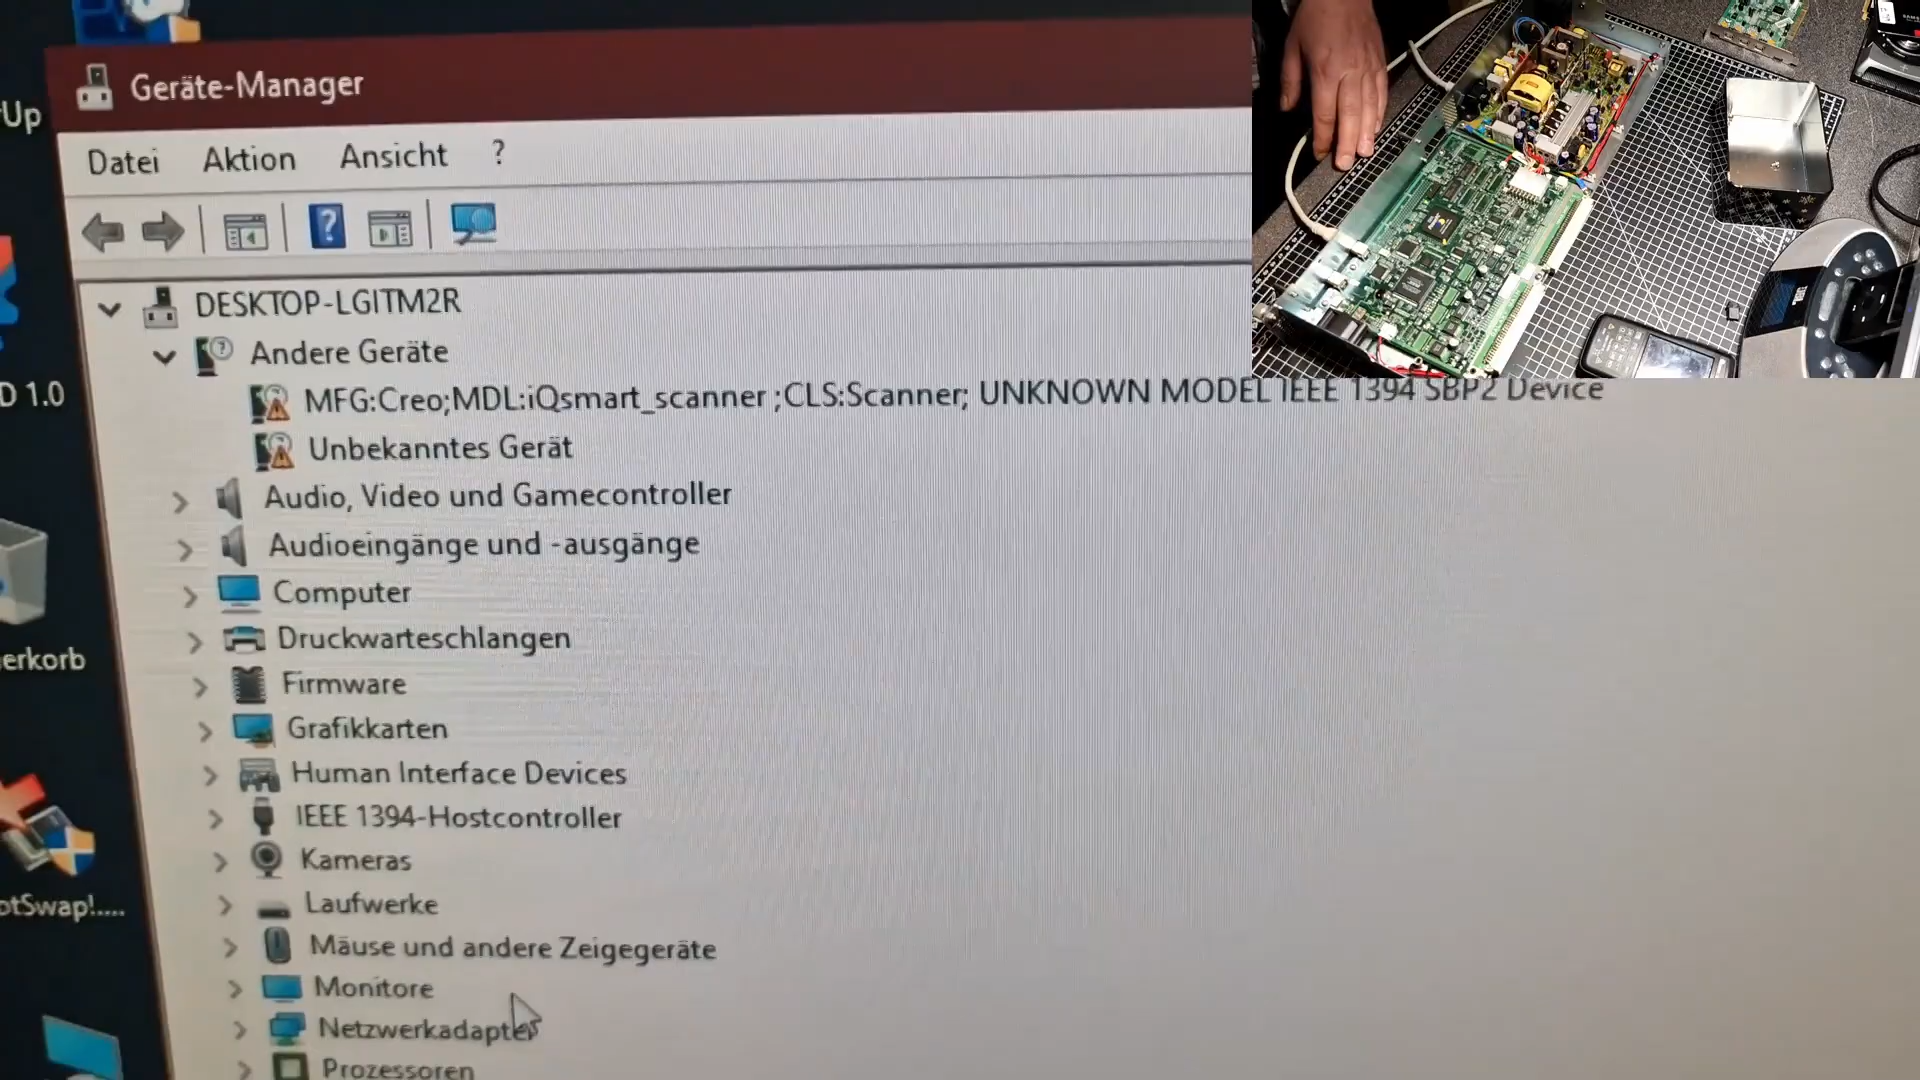 Geräte-Manager
rUp
Datei Aktion Ansicht ?
DESKTOP-LGITM2R
Andere Geräte
D 1.0
MFG:Creo;MDL:iQsmart_scanner ;CLS:Scanner; UNKNOWN MODEL IEEE 1394 SBP2 Device
Unbekanntes Gerät
Audio, Video und Gamecontroller
Audioeingänge und -ausgänge
Computer
Druckwarteschlangen
erkorb
Firmware
Grafikkarten
Human Interface Devices
IEEE 1394-Hostcontroller
Kameras
Laufwerke
otSwap!....
Mäuse und andere Zeigegeräte
Monitore
Netzwerkadapter
Prozessoren